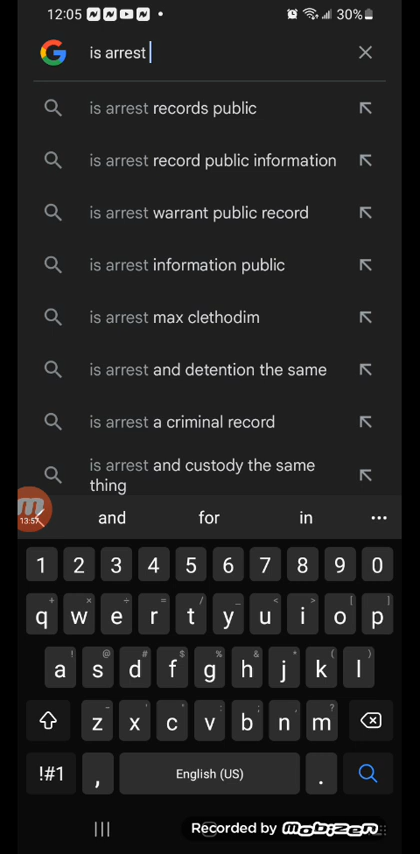 12:05 30%
is arrest
is arrest records public
is arrest record public information
is arrest warrant public record
is arrest information public
is arrest max clethodim
is arrest and detention the same
is arrest a criminal record
is arrest and custody the same
thing
13:57
and for in
1 2 3 4 5 6 7 8 9 0
+ × ÷ = / _ < > [ ]
q w e r t y u i o p
! @ # $ % & * ( )
a s d f g h j k l
- ' " : ; , ?
z x c v b n m
!#1 , English (US) .
Recorded by mobizen